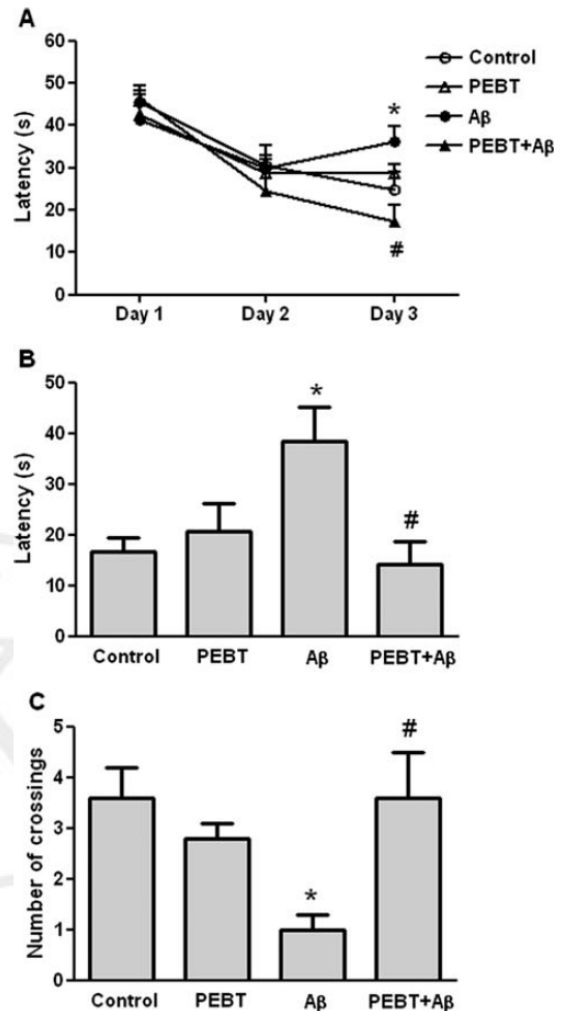 A
60
50
40
30
20
10
0
Latency (s)
Day 1 Day 2 Day 3
Control
PEBT
Aβ
PEBT+Aβ
*
#
B
50
40
30
20
10
0
Latency (s)
*
#
Control PEBT Aβ PEBT+Aβ
C
5
4
3
2
1
0
Number of crossings
#
*
Control PEBT Aβ PEBT+Aβ